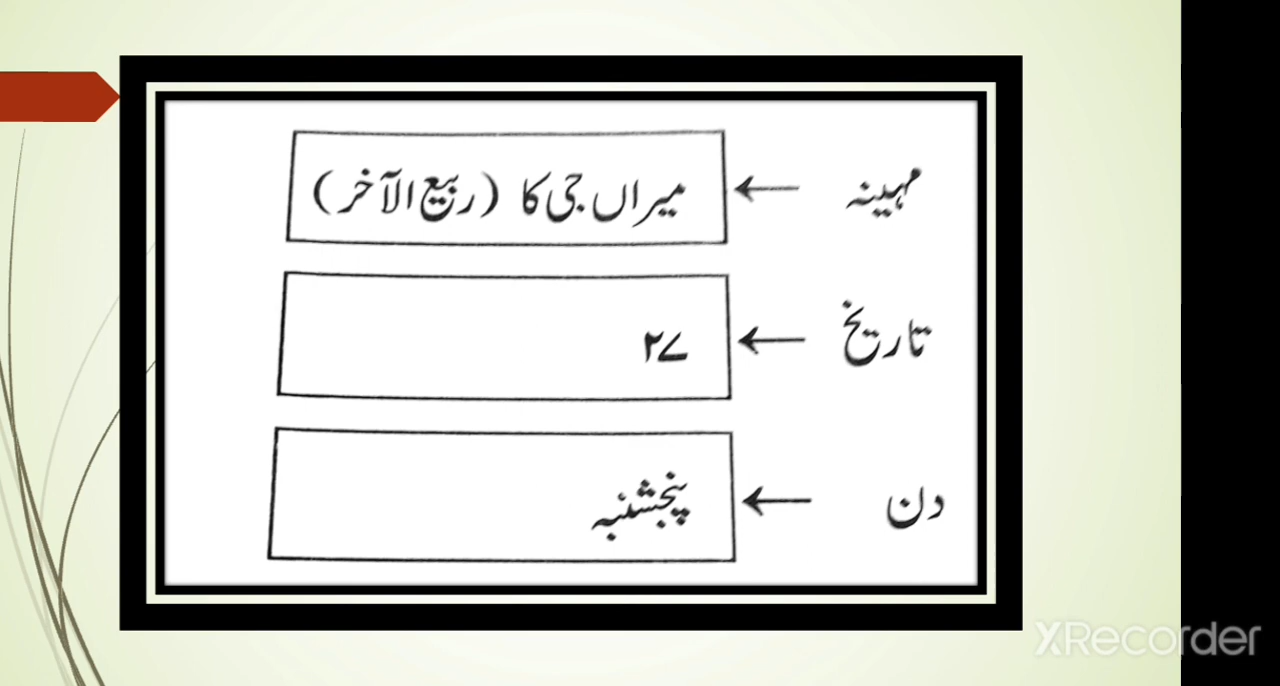 مہینہ ← میراں جی کا (ربیع الآخر)
تاریخ ← ۲۷
دن ← پنجشنبہ
XRecorder